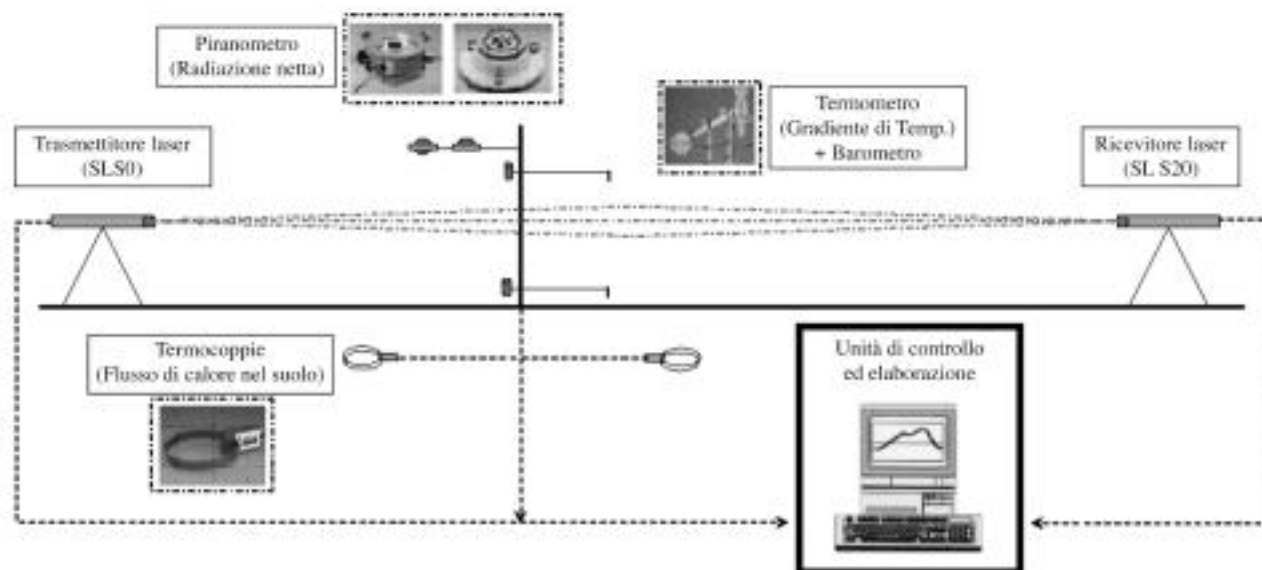 Piranometro
(Radiazione netta)
Termometro
(Gradiente di Temp.)
+ Barometro
Trasmettitore laser
(SLS0)
Ricevitore laser
(SL S20)
Termocoppie
(Flusso di calore nel suolo)
Unità di controllo
ed elaborazione